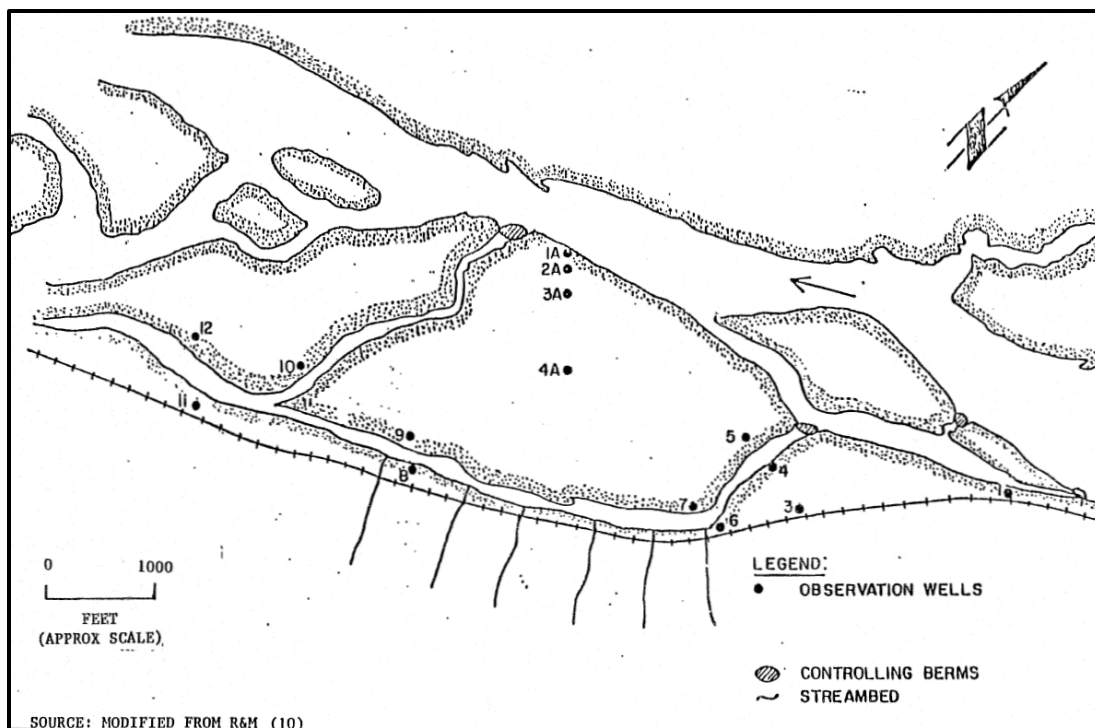 1A
2A
3A
4A
12
10
11
9
8
5
4
7
6
3
1
0 1000
FEET
(APPROX SCALE)
LEGEND:
OBSERVATION WELLS
CONTROLLING BERMS
STREAMBED
SOURCE: MODIFIED FROM R&M (10)